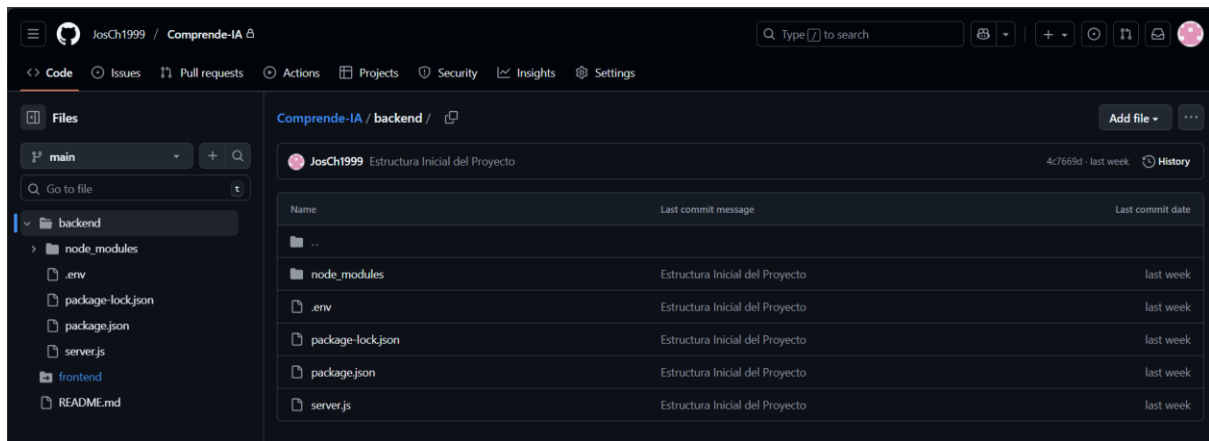 JosCh1999 / Comprende-IA
Type / to search
Code Issues Pull requests Actions Projects Security Insights Settings
Files
main
Go to file t
backend
node_modules
.env
package-lock.json
package.json
server.js
frontend
README.md
Comprende-IA / backend /
Add file
JosCh1999 Estructura Inicial del Proyecto 4c7669d · last week History
Name Last commit message Last commit date
..
node_modules Estructura Inicial del Proyecto last week
.env Estructura Inicial del Proyecto last week
package-lock.json Estructura Inicial del Proyecto last week
package.json Estructura Inicial del Proyecto last week
server.js Estructura Inicial del Proyecto last week